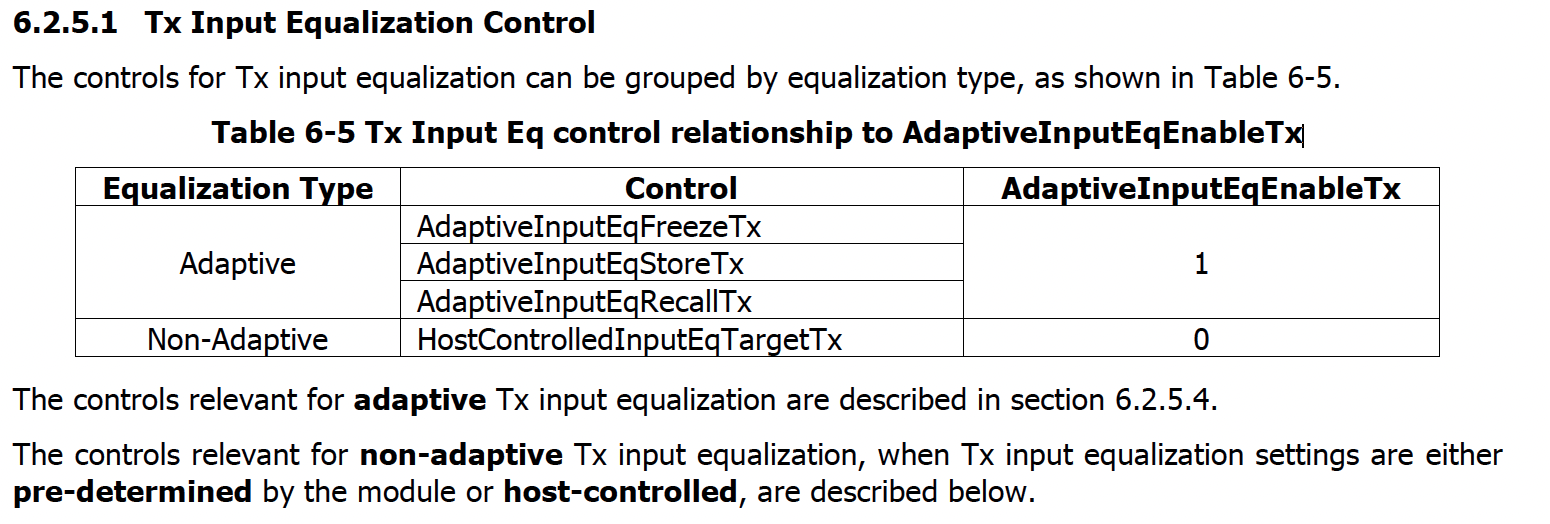 6.2.5.1 Tx Input Equalization Control
The controls for Tx input equalization can be grouped by equalization type, as shown in Table 6-5.
Table 6-5 Tx Input Eq control relationship to AdaptiveInputEqEnableTx
Equalization Type Control AdaptiveInputEqEnableTx
AdaptiveInputEqFreezeTx
Adaptive AdaptiveInputEqStoreTx 1
AdaptiveInputEqRecallTx
Non-Adaptive HostControlledInputEqTargetTx 0
The controls relevant for adaptive Tx input equalization are described in section 6.2.5.4.
The controls relevant for non-adaptive Tx input equalization, when Tx input equalization settings are either
pre-determined by the module or host-controlled, are described below.